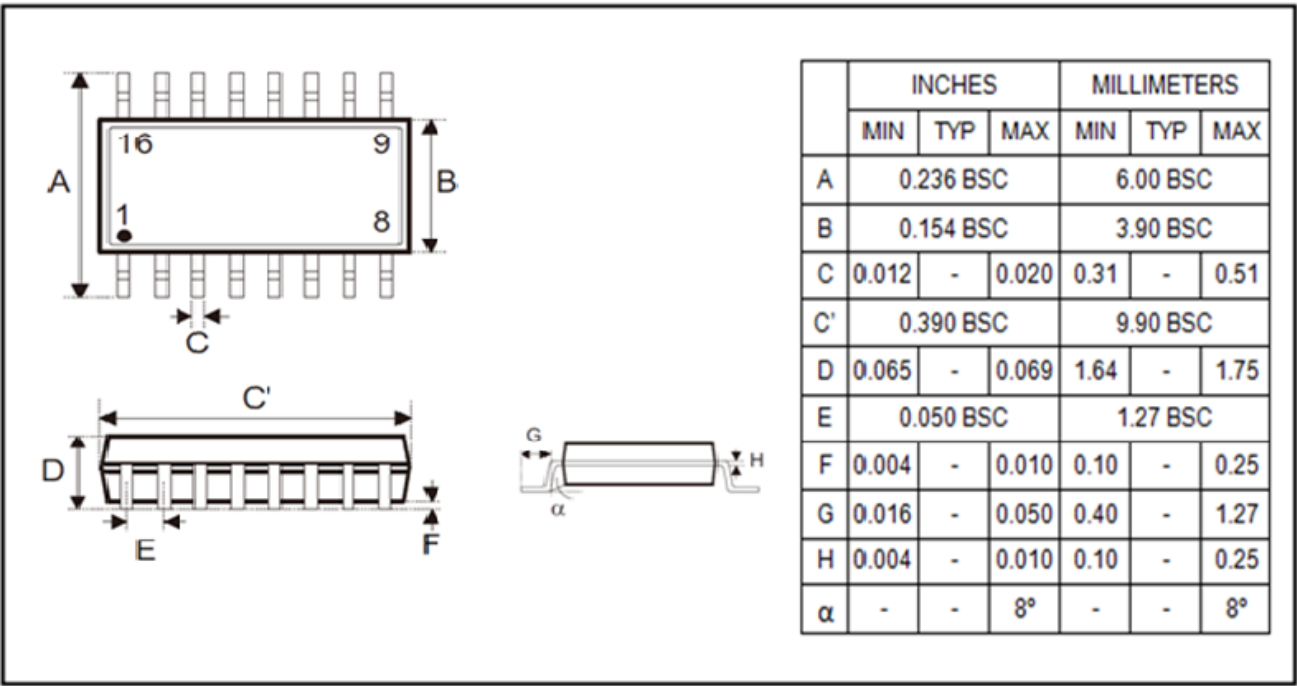 16 9
A B
1 8
C
C'
D
E F
G
H
α
INCHES MILLIMETERS
MIN TYP MAX MIN TYP MAX
A 0.236 BSC 6.00 BSC
B 0.154 BSC 3.90 BSC
C 0.012 - 0.020 0.31 - 0.51
C' 0.390 BSC 9.90 BSC
D 0.065 - 0.069 1.64 - 1.75
E 0.050 BSC 1.27 BSC
F 0.004 - 0.010 0.10 - 0.25
G 0.016 - 0.050 0.40 - 1.27
H 0.004 - 0.010 0.10 - 0.25
α - - 8º - - 8º